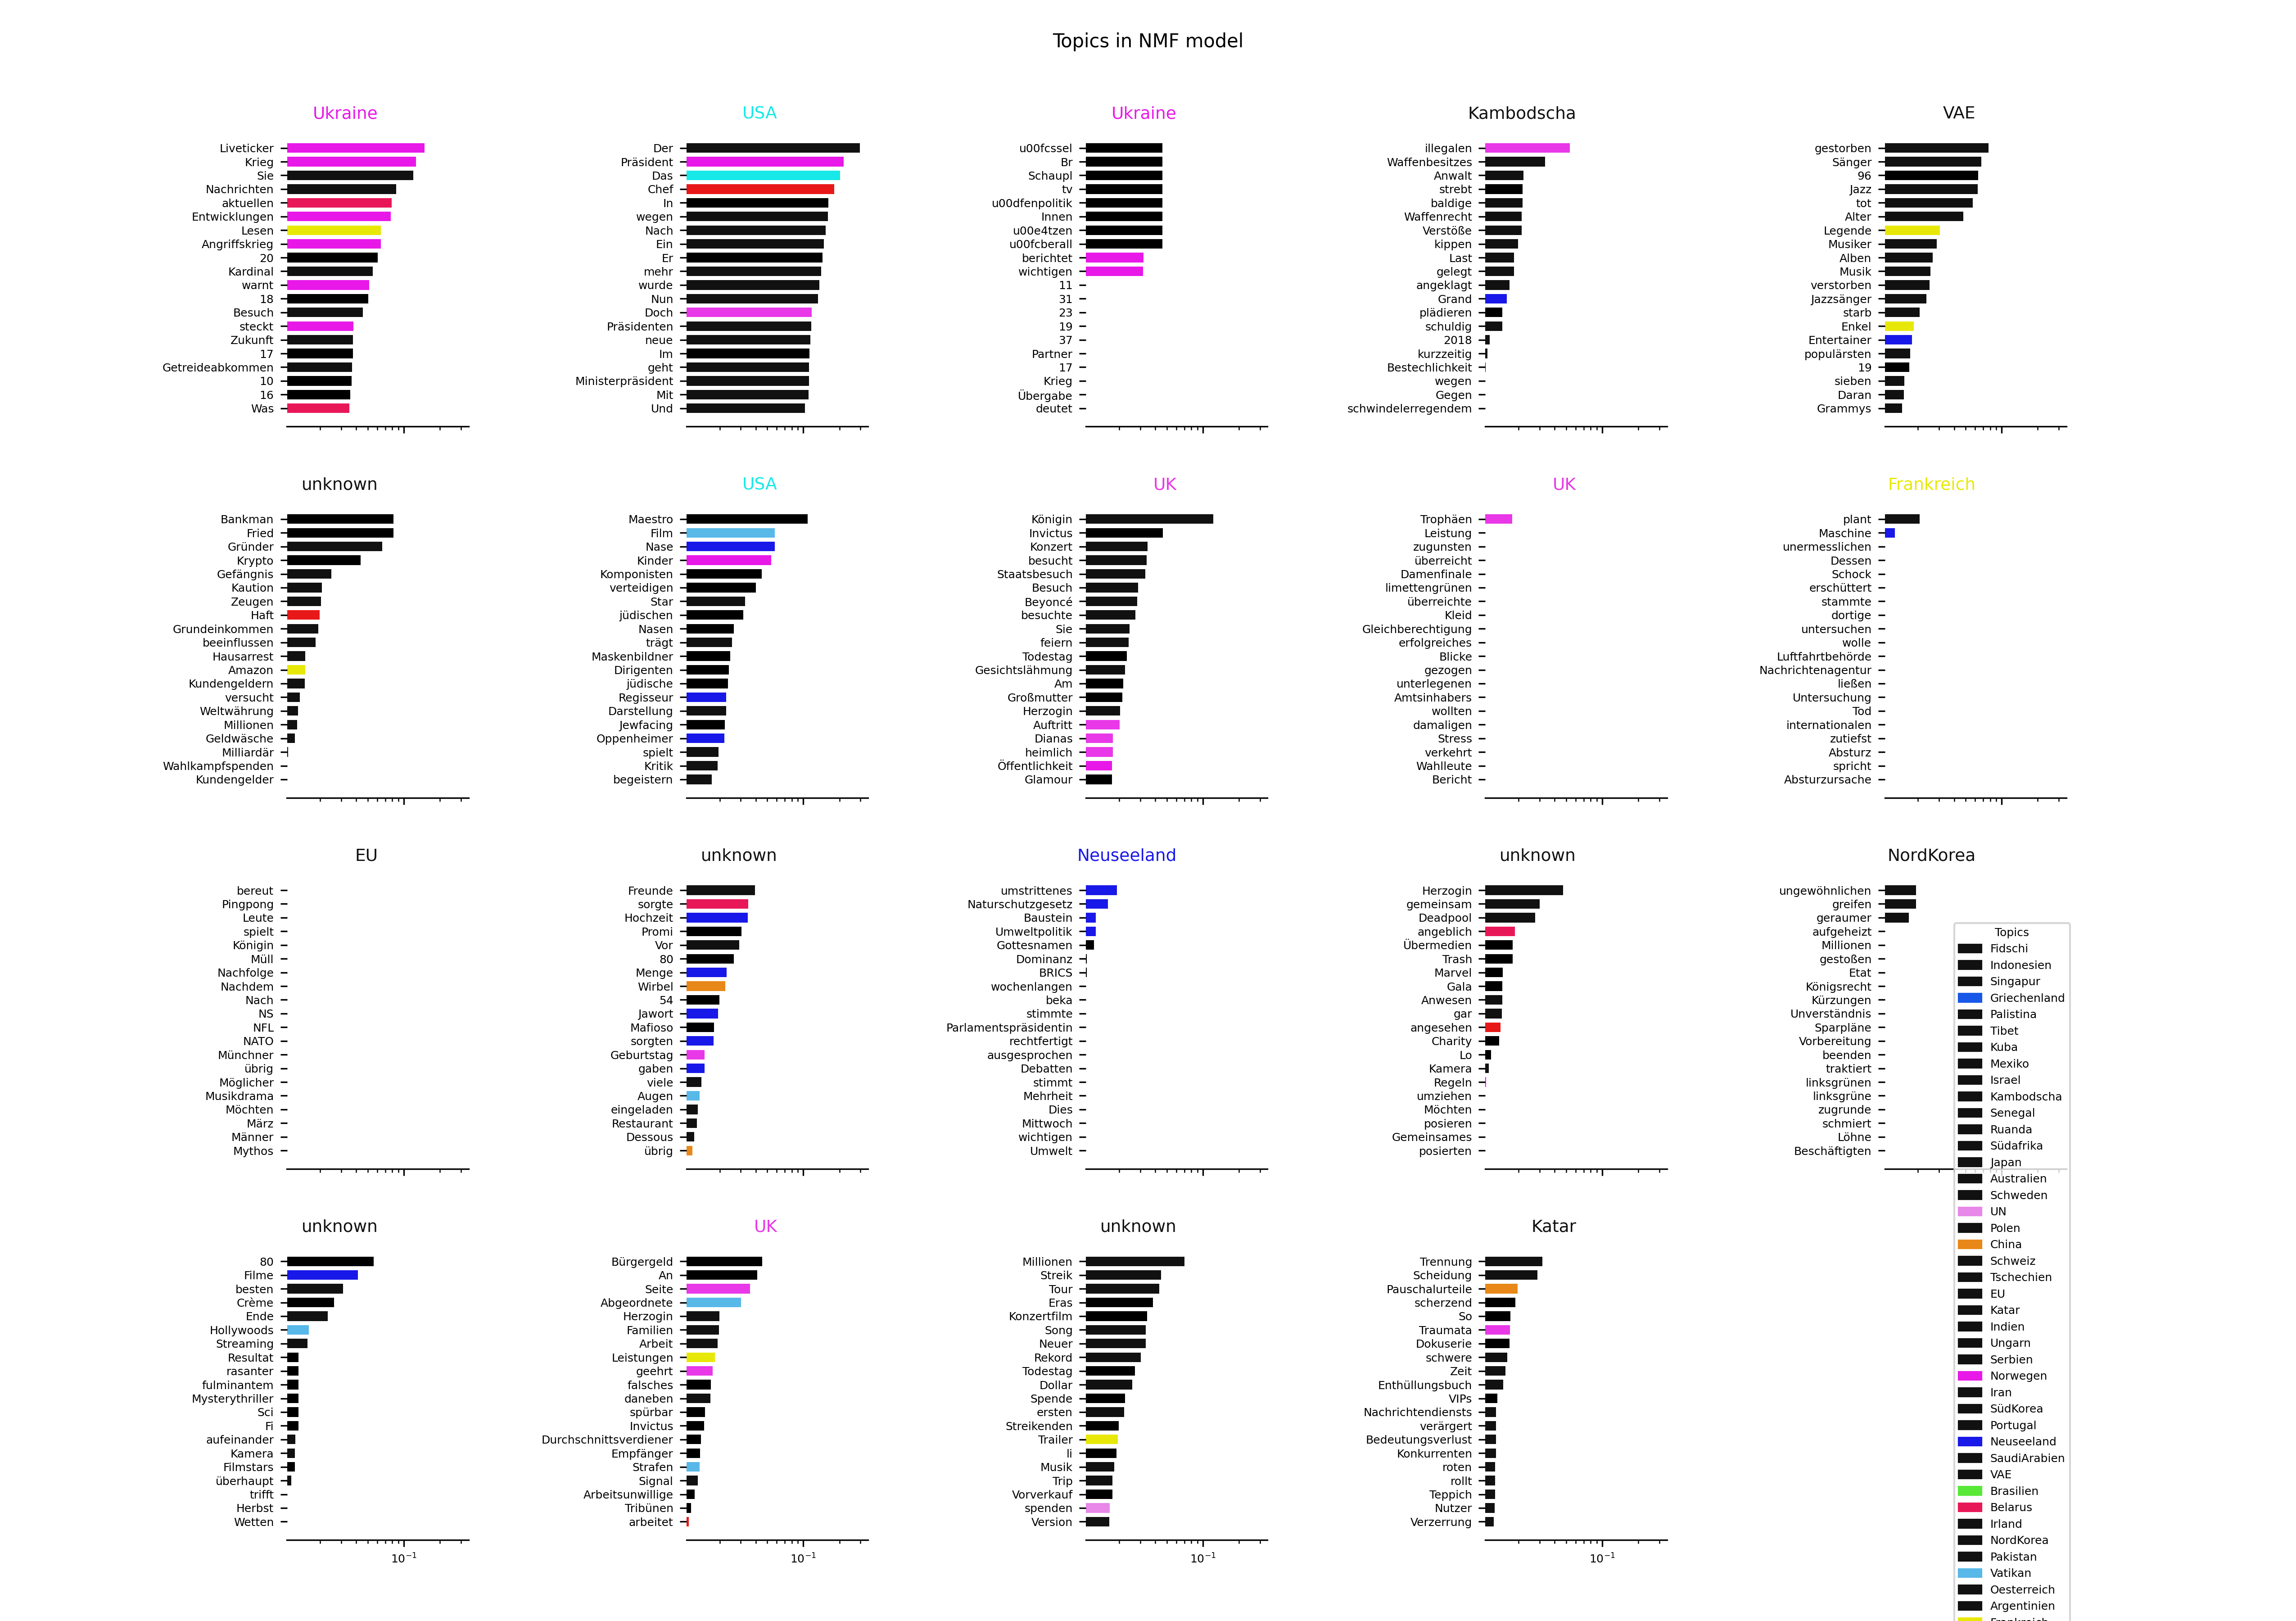 Topics in NMF model
Ukraine
Liveticker
Krieg
Sie
Nachrichten
aktuellen
Entwicklungen
Lesen
Angriffskrieg
20
Kardinal
warnt
18
Besuch
steckt
Zukunft
17
Getreideabkommen
10
16
Was
USA
Der
Präsident
Das
Chef
In
wegen
Nach
Ein
Er
mehr
wurde
Nun
Doch
Präsidenten
neue
Im
geht
Ministerpräsident
Mit
Und
Ukraine
u00fcssel
Br
Schaupl
tv
u00dfenpolitik
Innen
u00e4tzen
u00fcberall
berichtet
wichtigen
11
31
23
19
37
Partner
17
Krieg
Übergabe
deutet
Kambodscha
illegalen
Waffenbesitzes
Anwalt
strebt
baldige
Waffenrecht
Verstöße
kippen
Last
gelegt
angeklagt
Grand
plädieren
schuldig
2018
kurzzeitig
Bestechlichkeit
wegen
Gegen
schwindelerregendem
VAE
gestorben
Sänger
96
Jazz
tot
Alter
Legende
Musiker
Alben
Musik
verstorben
Jazzsänger
starb
Enkel
Entertainer
populärsten
19
sieben
Daran
Grammys
unknown
Bankman
Fried
Gründer
Krypto
Gefängnis
Kaution
Zeugen
Haft
Grundeinkommen
beeinflussen
Hausarrest
Amazon
Kundengeldern
versucht
Weltwährung
Millionen
Geldwäsche
Milliardär
Wahlkampfspenden
Kundengelder
USA
Maestro
Film
Nase
Kinder
Komponisten
verteidigen
Star
jüdischen
Nasen
trägt
Maskenbildner
Dirigenten
jüdische
Regisseur
Darstellung
Jewfacing
Oppenheimer
spielt
Kritik
begeistern
UK
Königin
Invictus
Konzert
besucht
Staatsbesuch
Besuch
Beyoncé
besuchte
Sie
feiern
Todestag
Gesichtslähmung
Am
Großmutter
Herzogin
Auftritt
Dianas
heimlich
Öffentlichkeit
Glamour
UK
Trophäen
Leistung
zugunsten
überreicht
Damenfinale
limettengrünen
überreichte
Kleid
Gleichberechtigung
erfolgreiches
Blicke
gezogen
unterlegenen
Amtsinhabers
wollten
damaligen
Stress
verkehrt
Wahlleute
Bericht
Frankreich
plant
Maschine
unermesslichen
Dessen
Schock
erschüttert
stammte
dortige
untersuchen
wolle
Luftfahrtbehörde
Nachrichtenagentur
ließen
Untersuchung
Tod
internationalen
zutiefst
Absturz
spricht
Absturzursache
EU
bereut
Pingpong
Leute
spielt
Königin
Müll
Nachfolge
Nachdem
Nach
NS
NFL
NATO
Münchner
übrig
Möglicher
Musikdrama
Möchten
März
Männer
Mythos
unknown
Freunde
sorgte
Hochzeit
Promi
Vor
80
Menge
Wirbel
54
Jawort
Mafioso
sorgten
Geburtstag
gaben
viele
Augen
eingeladen
Restaurant
Dessous
übrig
Neuseeland
umstrittenes
Naturschutzgesetz
Baustein
Umweltpolitik
Gottesnamen
Dominanz
BRICS
wochenlangen
beka
stimmte
Parlamentspräsidentin
rechtfertigt
ausgesprochen
Debatten
stimmt
Mehrheit
Dies
Mittwoch
wichtigen
Umwelt
unknown
Herzogin
gemeinsam
Deadpool
angeblich
Übermedien
Trash
Marvel
Gala
Anwesen
gar
angesehen
Charity
Lo
Kamera
Regeln
umziehen
Möchten
posieren
Gemeinsames
posierten
NordKorea
ungewöhnlichen
greifen
geraumer
aufgeheizt
Millionen
gestoßen
Etat
Königsrecht
Kürzungen
Unverständnis
Sparpläne
Vorbereitung
beenden
traktiert
linksgrünen
linksgrüne
zugrunde
schmiert
Löhne
Beschäftigten
unknown
80
Filme
besten
Crème
Ende
Hollywoods
Streaming
Resultat
rasanter
fulminantem
Mysterythriller
Sci
Fi
aufeinander
Kamera
Filmstars
überhaupt
trifft
Herbst
Wetten
10⁻¹
UK
Bürgergeld
An
Seite
Abgeordnete
Herzogin
Familien
Arbeit
Leistungen
geehrt
falsches
daneben
spürbar
Invictus
Durchschnittsverdiener
Empfänger
Strafen
Signal
Arbeitsunwillige
Tribünen
arbeitet
10⁻¹
unknown
Millionen
Streik
Tour
Eras
Konzertfilm
Song
Neuer
Rekord
Todestag
Dollar
Spende
ersten
Streikenden
Trailer
li
Musik
Trip
Vorverkauf
spenden
Version
10⁻¹
Katar
Trennung
Scheidung
Pauschalurteile
scherzend
So
Traumata
Dokuserie
schwere
Zeit
Enthüllungsbuch
VIPs
Nachrichtendiensts
verärgert
Bedeutungsverlust
Konkurrenten
roten
rollt
Teppich
Nutzer
Verzerrung
10⁻¹
Topics
Fidschi
Indonesien
Singapur
Griechenland
Palistina
Tibet
Kuba
Mexiko
Israel
Kambodscha
Senegal
Ruanda
Südafrika
Japan
Australien
Schweden
UN
Polen
China
Schweiz
Tschechien
EU
Katar
Indien
Ungarn
Serbien
Norwegen
Iran
SüdKorea
Portugal
Neuseeland
SaudiArabien
VAE
Brasilien
Belarus
Irland
NordKorea
Pakistan
Vatikan
Oesterreich
Argentinien
Frankreich